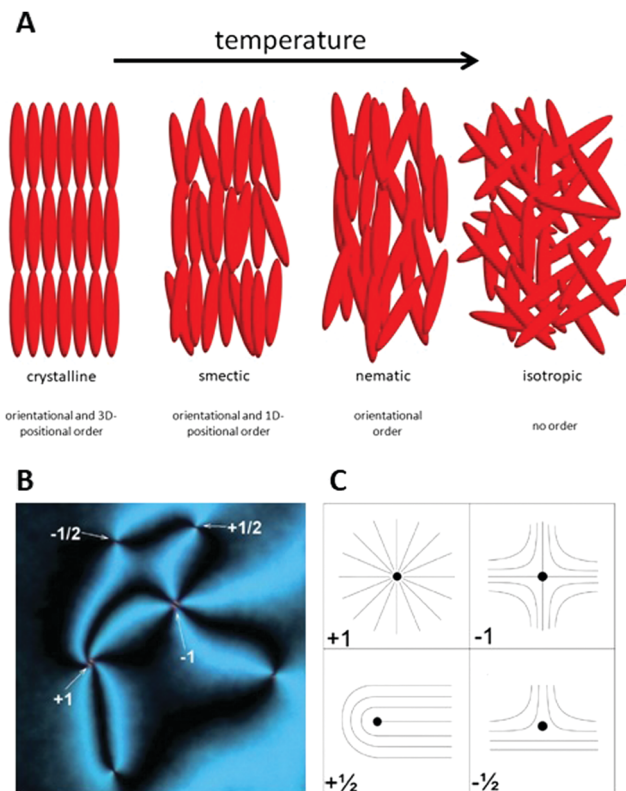 A
temperature
crystalline
smectic
nematic
isotropic
orientational and 3D-
positional order
orientational and 1D-
positional order
orientational
order
no order
B
-1/2
+1/2
-1
+1
C
+1
-1
+½
-½